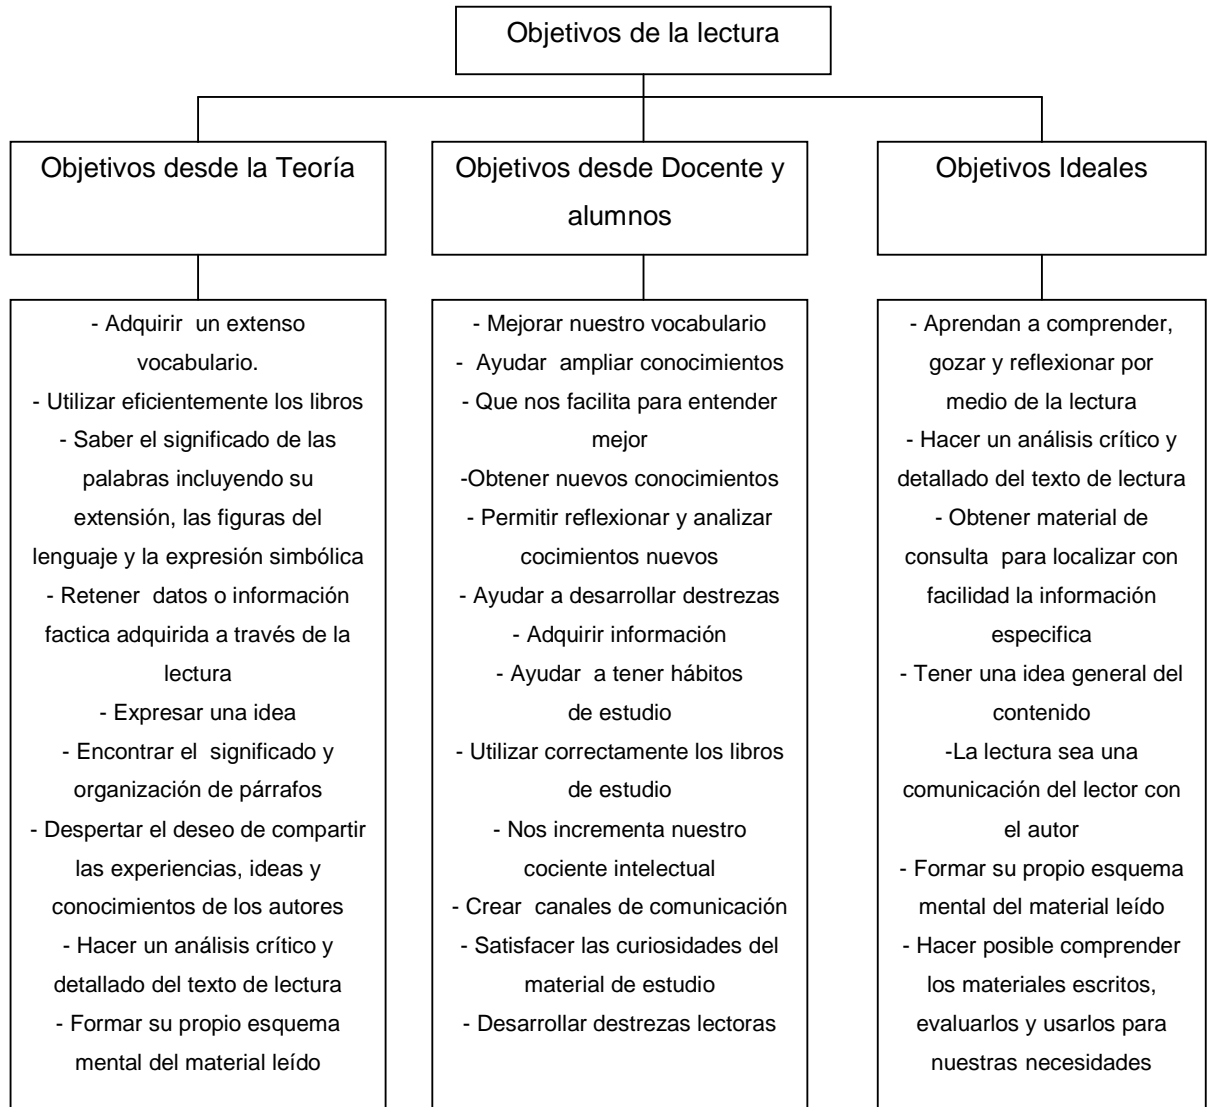 Objetivos de la lectura
Objetivos desde la Teoría
Objetivos desde Docente y
alumnos
Objetivos Ideales
- Adquirir  un extenso
vocabulario.
- Utilizar eficientemente los libros
- Saber el significado de las
palabras incluyendo su
extensión, las figuras del
lenguaje y la expresión simbólica
- Retener  datos o información
factica adquirida a través de la
lectura
- Expresar una idea
- Encontrar el  significado y
organización de párrafos
- Despertar el deseo de compartir
las experiencias, ideas y
conocimientos de los autores
- Hacer un análisis crítico y
detallado del texto de lectura
- Formar su propio esquema
mental del material leído
- Mejorar nuestro vocabulario
-  Ayudar  ampliar conocimientos
- Que nos facilita para entender
mejor
-Obtener nuevos conocimientos
- Permitir reflexionar y analizar
cocimientos nuevos
- Ayudar a desarrollar destrezas
- Adquirir información
- Ayudar  a tener hábitos
de estudio
- Utilizar correctamente los libros
de estudio
- Nos incrementa nuestro
cociente intelectual
- Crear  canales de comunicación
- Satisfacer las curiosidades del
material de estudio
- Desarrollar destrezas lectoras
- Aprendan a comprender,
gozar y reflexionar por
medio de la lectura
- Hacer un análisis crítico y
detallado del texto de lectura
- Obtener material de
consulta  para localizar con
facilidad la información
especifica
- Tener una idea general del
contenido
-La lectura sea una
comunicación del lector con
el autor
- Formar su propio esquema
mental del material leído
- Hacer posible comprender
los materiales escritos,
evaluarlos y usarlos para
nuestras necesidades